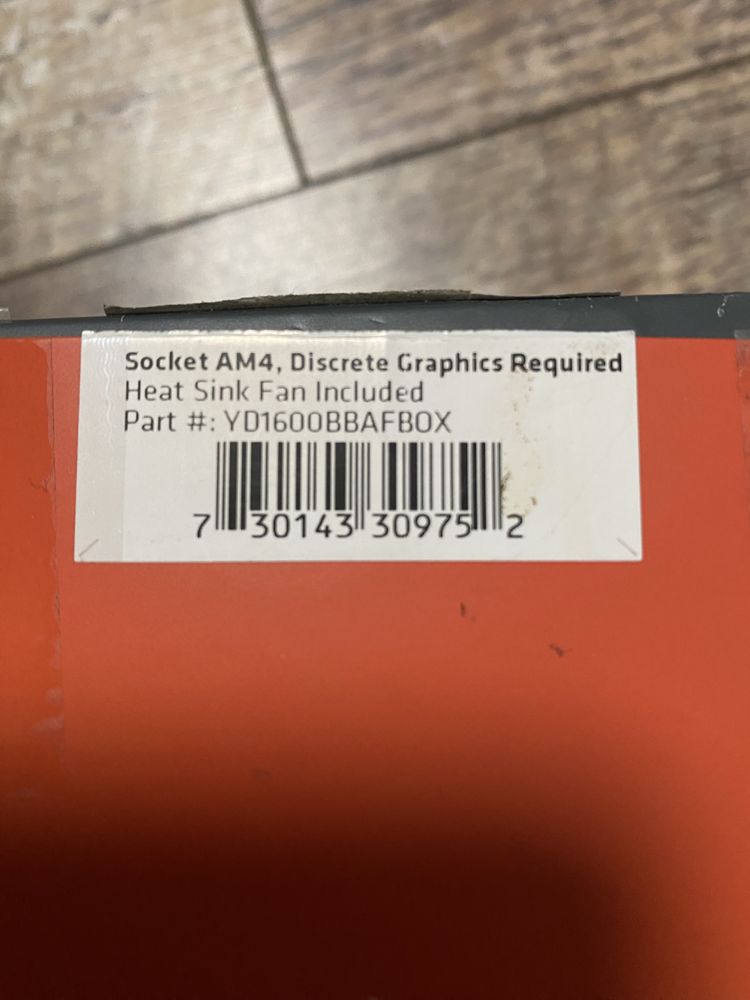 Socket AM4, Discrete Graphics Required
Heat Sink Fan Included
Part #: YD1600BBAFBOX
7 30143 30975 2